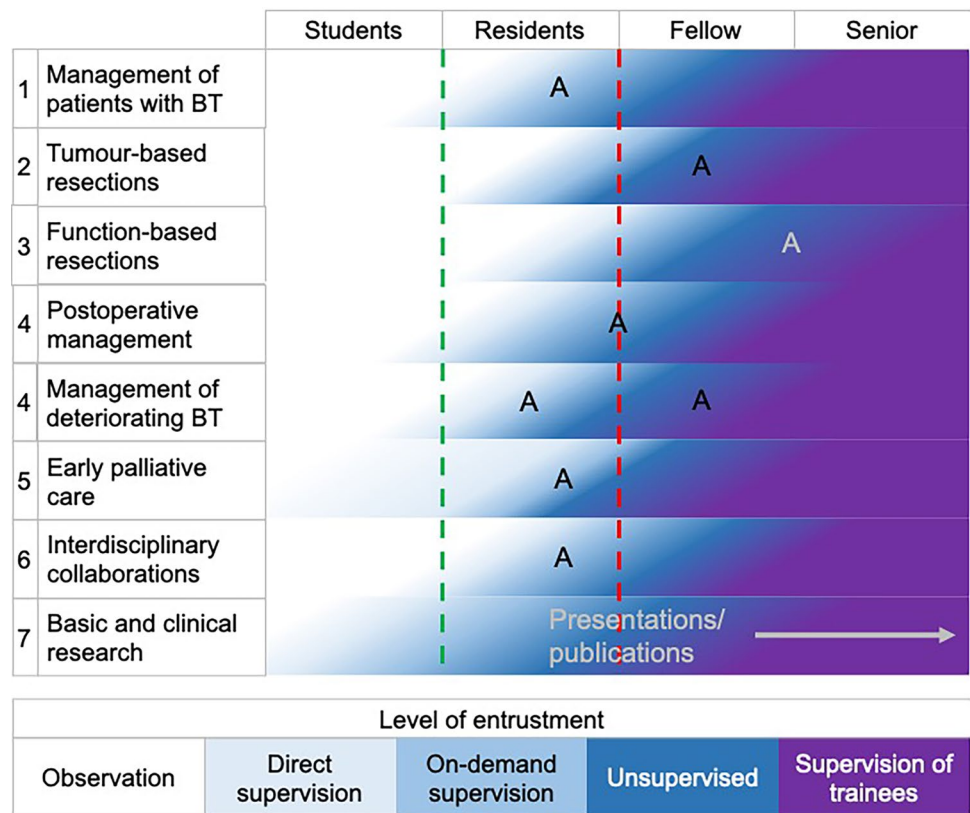 Students Residents Fellow Senior
1 Management of
patients with BT
A
2 Tumour-based
resections
A
3 Function-based
resections
A
4 Postoperative
management
A
4 Management of
deteriorating BT
A A
5 Early palliative
care
A
6 Interdisciplinary
collaborations
A
7 Basic and clinical
research
Presentations/
publications
Level of entrustment
Observation
Direct
supervision
On-demand
supervision
Unsupervised
Supervision of
trainees